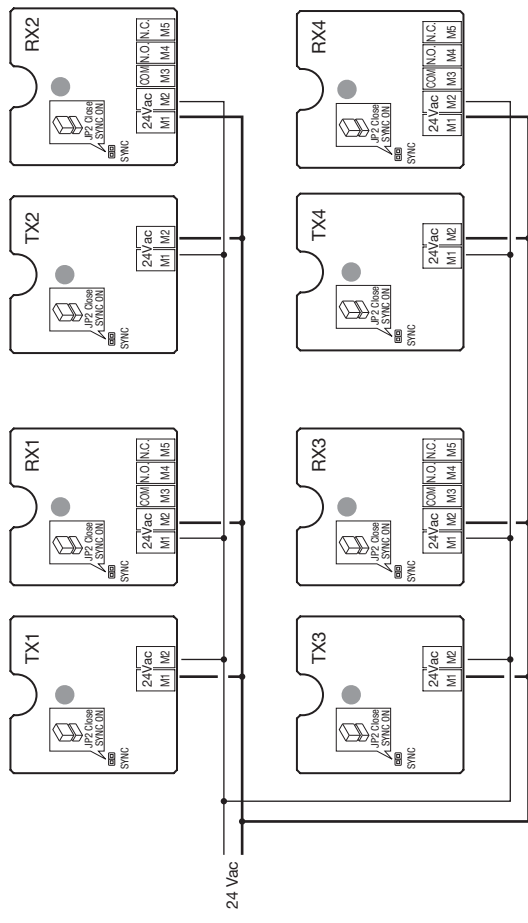 TX1
JP2 Close
SYNC ON
SYNC
24Vac
M1 M2
RX1
JP2 Close
SYNC ON
SYNC
24Vac COM N.O. N.C.
M1 M2 M3 M4 M5
TX2
JP2 Close
SYNC ON
SYNC
24Vac
M1 M2
RX2
JP2 Close
SYNC ON
SYNC
24Vac COM N.O. N.C.
M1 M2 M3 M4 M5
24 Vac
TX3
JP2 Close
SYNC ON
SYNC
24Vac
M1 M2
RX3
JP2 Close
SYNC ON
SYNC
24Vac COM N.O. N.C.
M1 M2 M3 M4 M5
TX4
JP2 Close
SYNC ON
SYNC
24Vac
M1 M2
RX4
JP2 Close
SYNC ON
SYNC
24Vac COM N.O. N.C.
M1 M2 M3 M4 M5